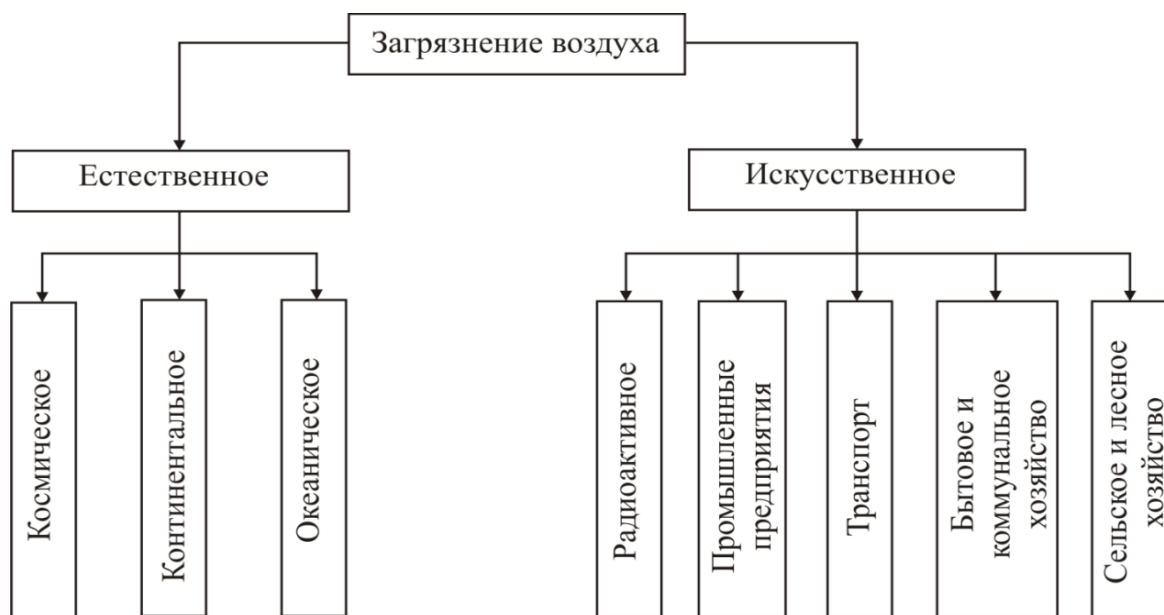 Загрязнение воздуха
Естественное
Искусственное
Космическое
Континентальное
Океаническое
Радиоактивное
Промышленные
предприятия
Транспорт
Бытовое и
коммунальное
хозяйство
Сельское и лесное
хозяйство